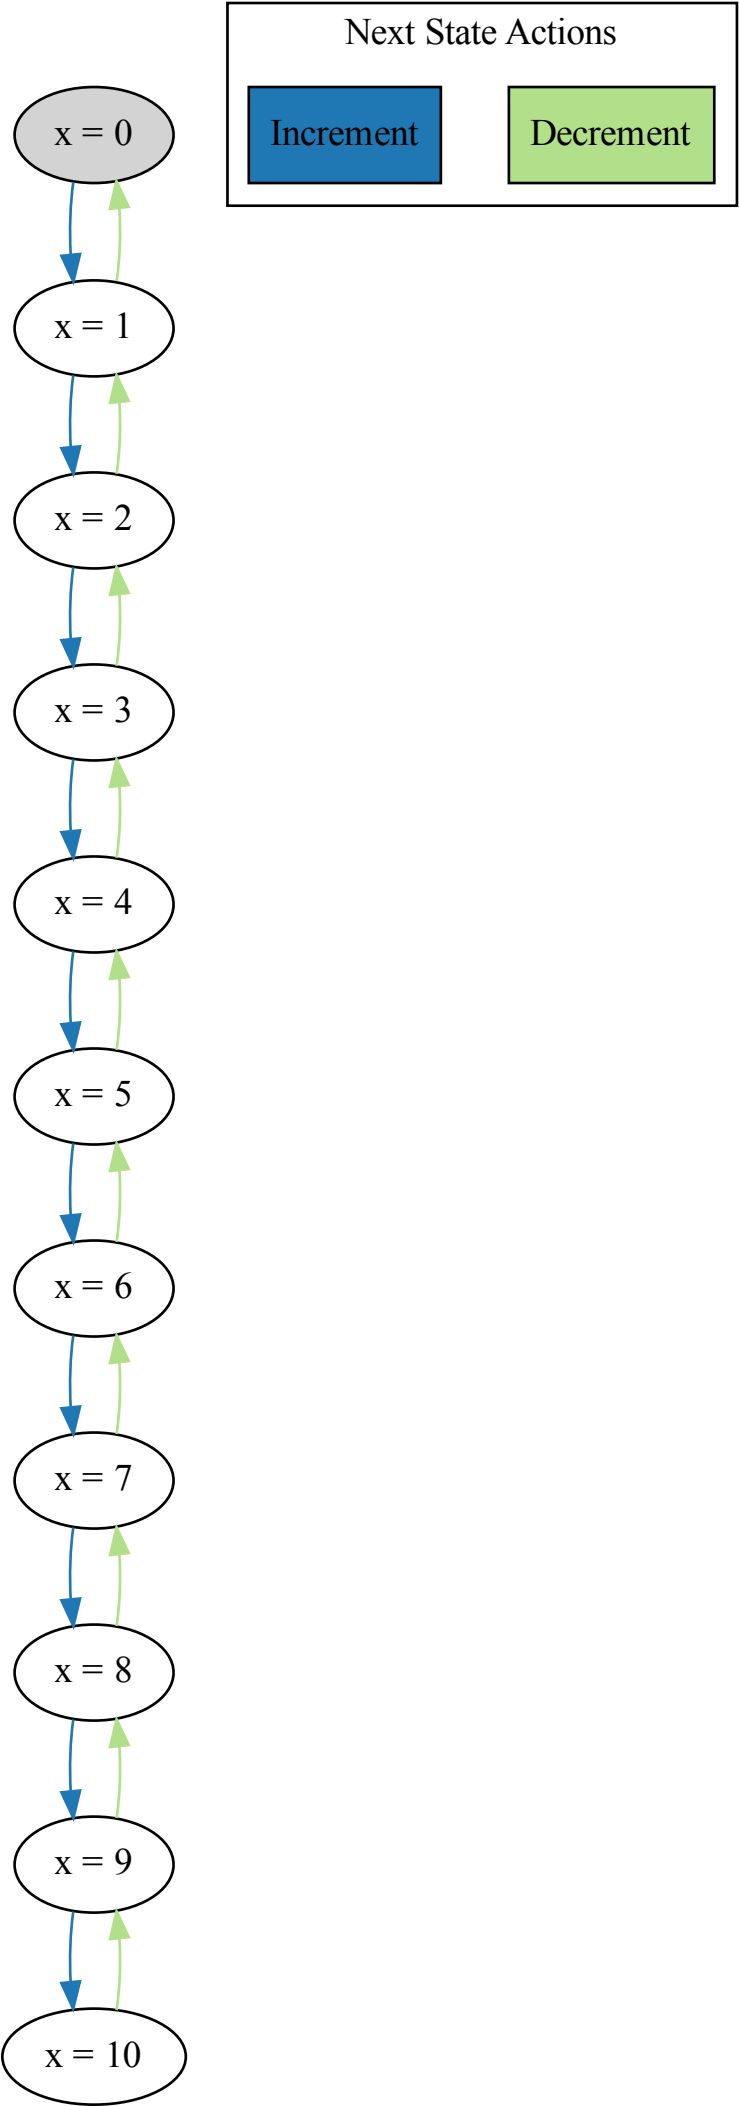 Next State Actions
Increment
Decrement
x = 0
x = 1
x = 2
x = 3
x = 4
x = 5
x = 6
x = 7
x = 8
x = 9
x = 10